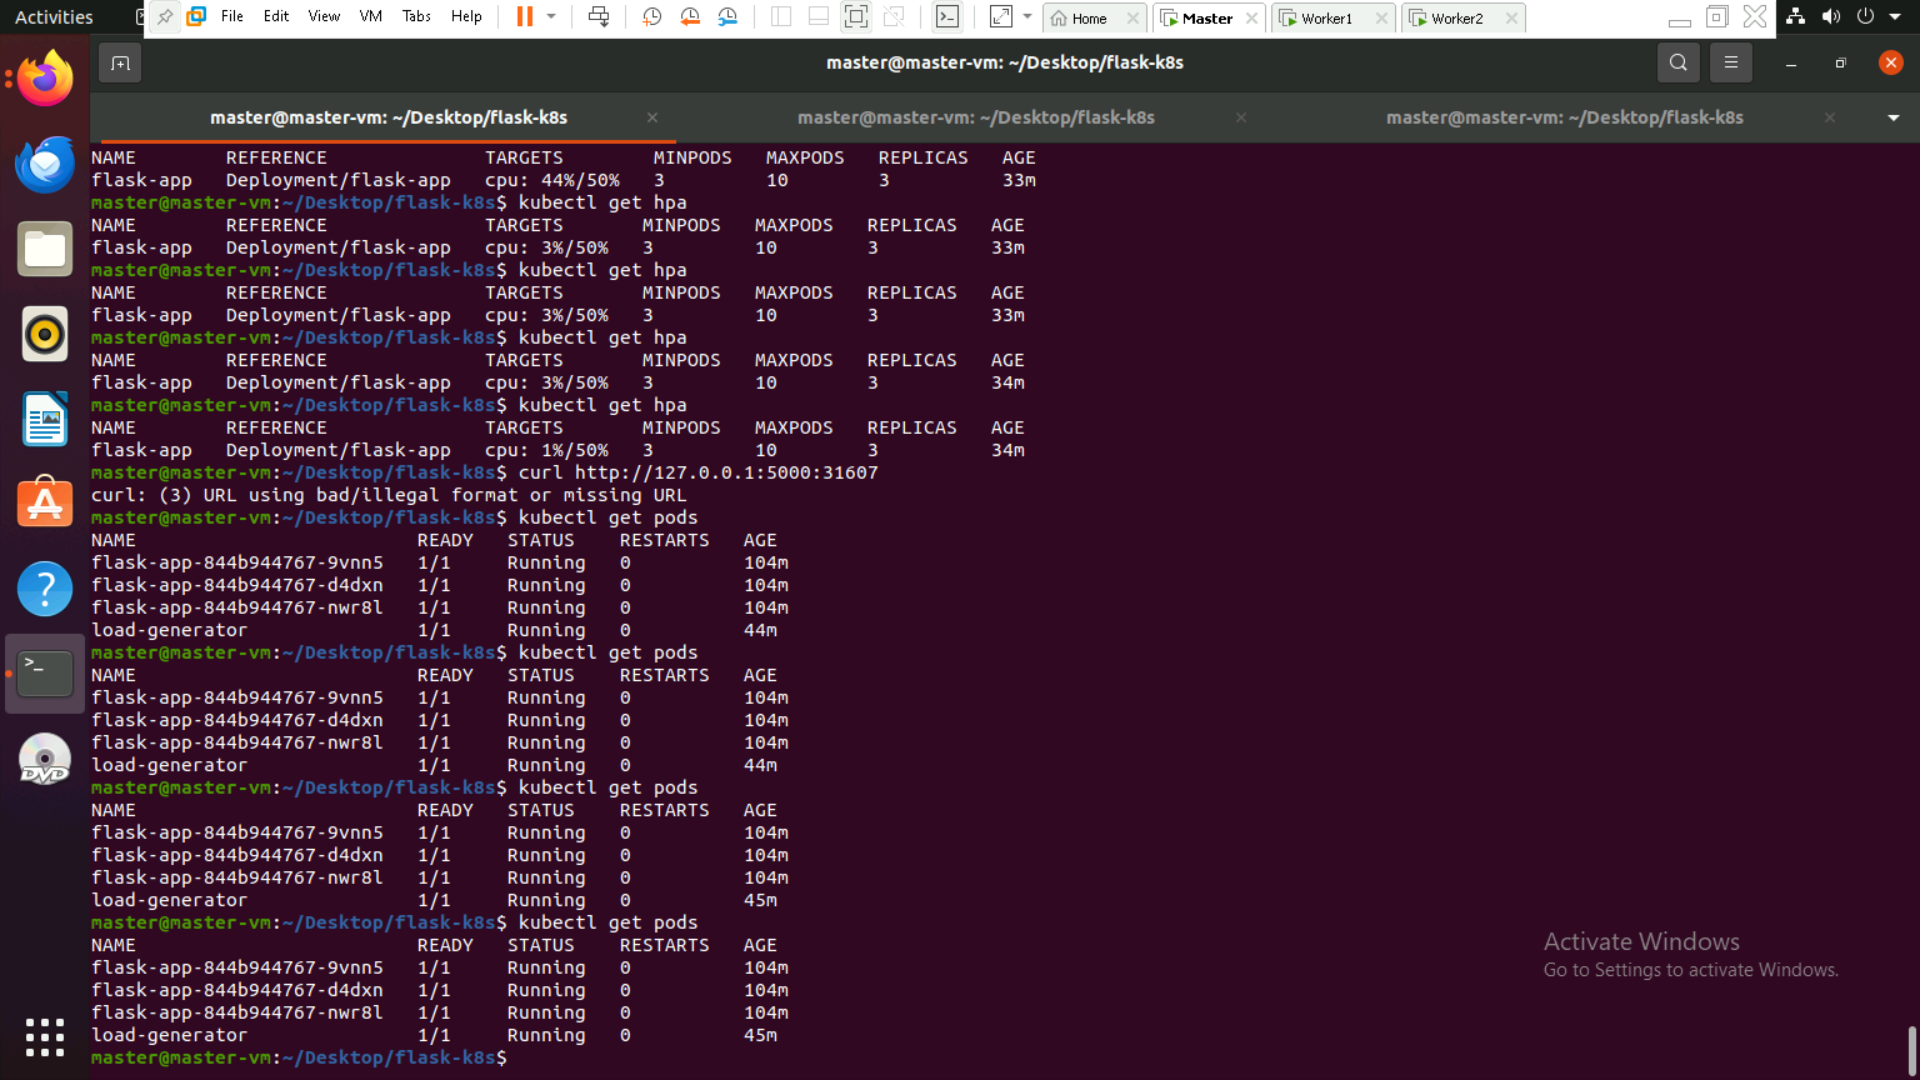 Activities
File Edit View VM Tabs Help
Home Master Worker1 Worker2
master@master-vm: ~/Desktop/flask-k8s
master@master-vm: ~/Desktop/flask-k8s master@master-vm: ~/Desktop/flask-k8s master@master-vm: ~/Desktop/flask-k8s
NAME REFERENCE TARGETS MINPODS MAXPODS REPLICAS AGE
flask-app Deployment/flask-app cpu: 44%/50% 3 10 3 33m
master@master-vm:~/Desktop/flask-k8s$ kubectl get hpa
NAME REFERENCE TARGETS MINPODS MAXPODS REPLICAS AGE
flask-app Deployment/flask-app cpu: 3%/50% 3 10 3 33m
master@master-vm:~/Desktop/flask-k8s$ kubectl get hpa
NAME REFERENCE TARGETS MINPODS MAXPODS REPLICAS AGE
flask-app Deployment/flask-app cpu: 3%/50% 3 10 3 33m
master@master-vm:~/Desktop/flask-k8s$ kubectl get hpa
NAME REFERENCE TARGETS MINPODS MAXPODS REPLICAS AGE
flask-app Deployment/flask-app cpu: 3%/50% 3 10 3 34m
master@master-vm:~/Desktop/flask-k8s$ kubectl get hpa
NAME REFERENCE TARGETS MINPODS MAXPODS REPLICAS AGE
flask-app Deployment/flask-app cpu: 1%/50% 3 10 3 34m
master@master-vm:~/Desktop/flask-k8s$ curl http://127.0.0.1:5000:31607
curl: (3) URL using bad/illegal format or missing URL
master@master-vm:~/Desktop/flask-k8s$ kubectl get pods
NAME READY STATUS RESTARTS AGE
flask-app-844b944767-9vnn5 1/1 Running 0 104m
flask-app-844b944767-d4dxn 1/1 Running 0 104m
flask-app-844b944767-nwr8l 1/1 Running 0 104m
load-generator 1/1 Running 0 44m
master@master-vm:~/Desktop/flask-k8s$ kubectl get pods
NAME READY STATUS RESTARTS AGE
flask-app-844b944767-9vnn5 1/1 Running 0 104m
flask-app-844b944767-d4dxn 1/1 Running 0 104m
flask-app-844b944767-nwr8l 1/1 Running 0 104m
load-generator 1/1 Running 0 44m
master@master-vm:~/Desktop/flask-k8s$ kubectl get pods
NAME READY STATUS RESTARTS AGE
flask-app-844b944767-9vnn5 1/1 Running 0 104m
flask-app-844b944767-d4dxn 1/1 Running 0 104m
flask-app-844b944767-nwr8l 1/1 Running 0 104m
load-generator 1/1 Running 0 45m
master@master-vm:~/Desktop/flask-k8s$ kubectl get pods
NAME READY STATUS RESTARTS AGE
flask-app-844b944767-9vnn5 1/1 Running 0 104m
flask-app-844b944767-d4dxn 1/1 Running 0 104m
flask-app-844b944767-nwr8l 1/1 Running 0 104m
load-generator 1/1 Running 0 45m
master@master-vm:~/Desktop/flask-k8s$
Activate Windows
Go to Settings to activate Windows.
DVD